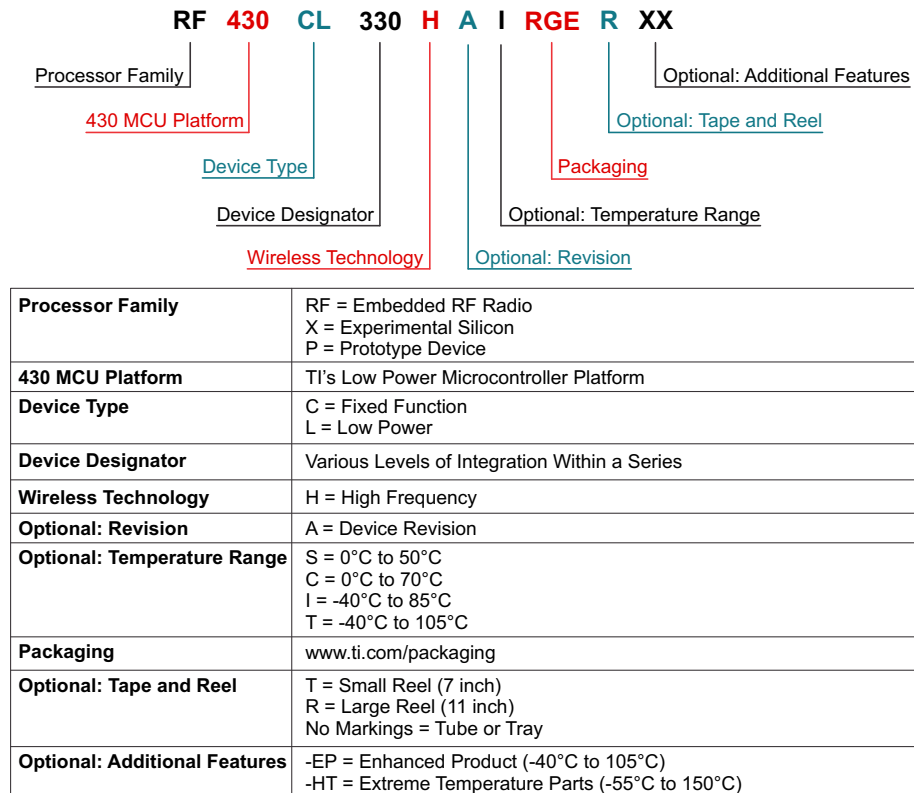 RF 430 CL 330 H A I RGE R XX
Processor Family
Optional: Additional Features
430 MCU Platform
Optional: Tape and Reel
Device Type
Packaging
Device Designator
Optional: Temperature Range
Wireless Technology
Optional: Revision
Processor Family
RF = Embedded RF Radio
X = Experimental Silicon
P = Prototype Device
430 MCU Platform
TI's Low Power Microcontroller Platform
Device Type
C = Fixed Function
L = Low Power
Device Designator
Various Levels of Integration Within a Series
Wireless Technology
H = High Frequency
Optional: Revision
A = Device Revision
Optional: Temperature Range
S = 0°C to 50°C
C = 0°C to 70°C
I = -40°C to 85°C
T = -40°C to 105°C
Packaging
www.ti.com/packaging
Optional: Tape and Reel
T = Small Reel (7 inch)
R = Large Reel (11 inch)
No Markings = Tube or Tray
Optional: Additional Features
-EP = Enhanced Product (-40°C to 105°C)
-HT = Extreme Temperature Parts (-55°C to 150°C)